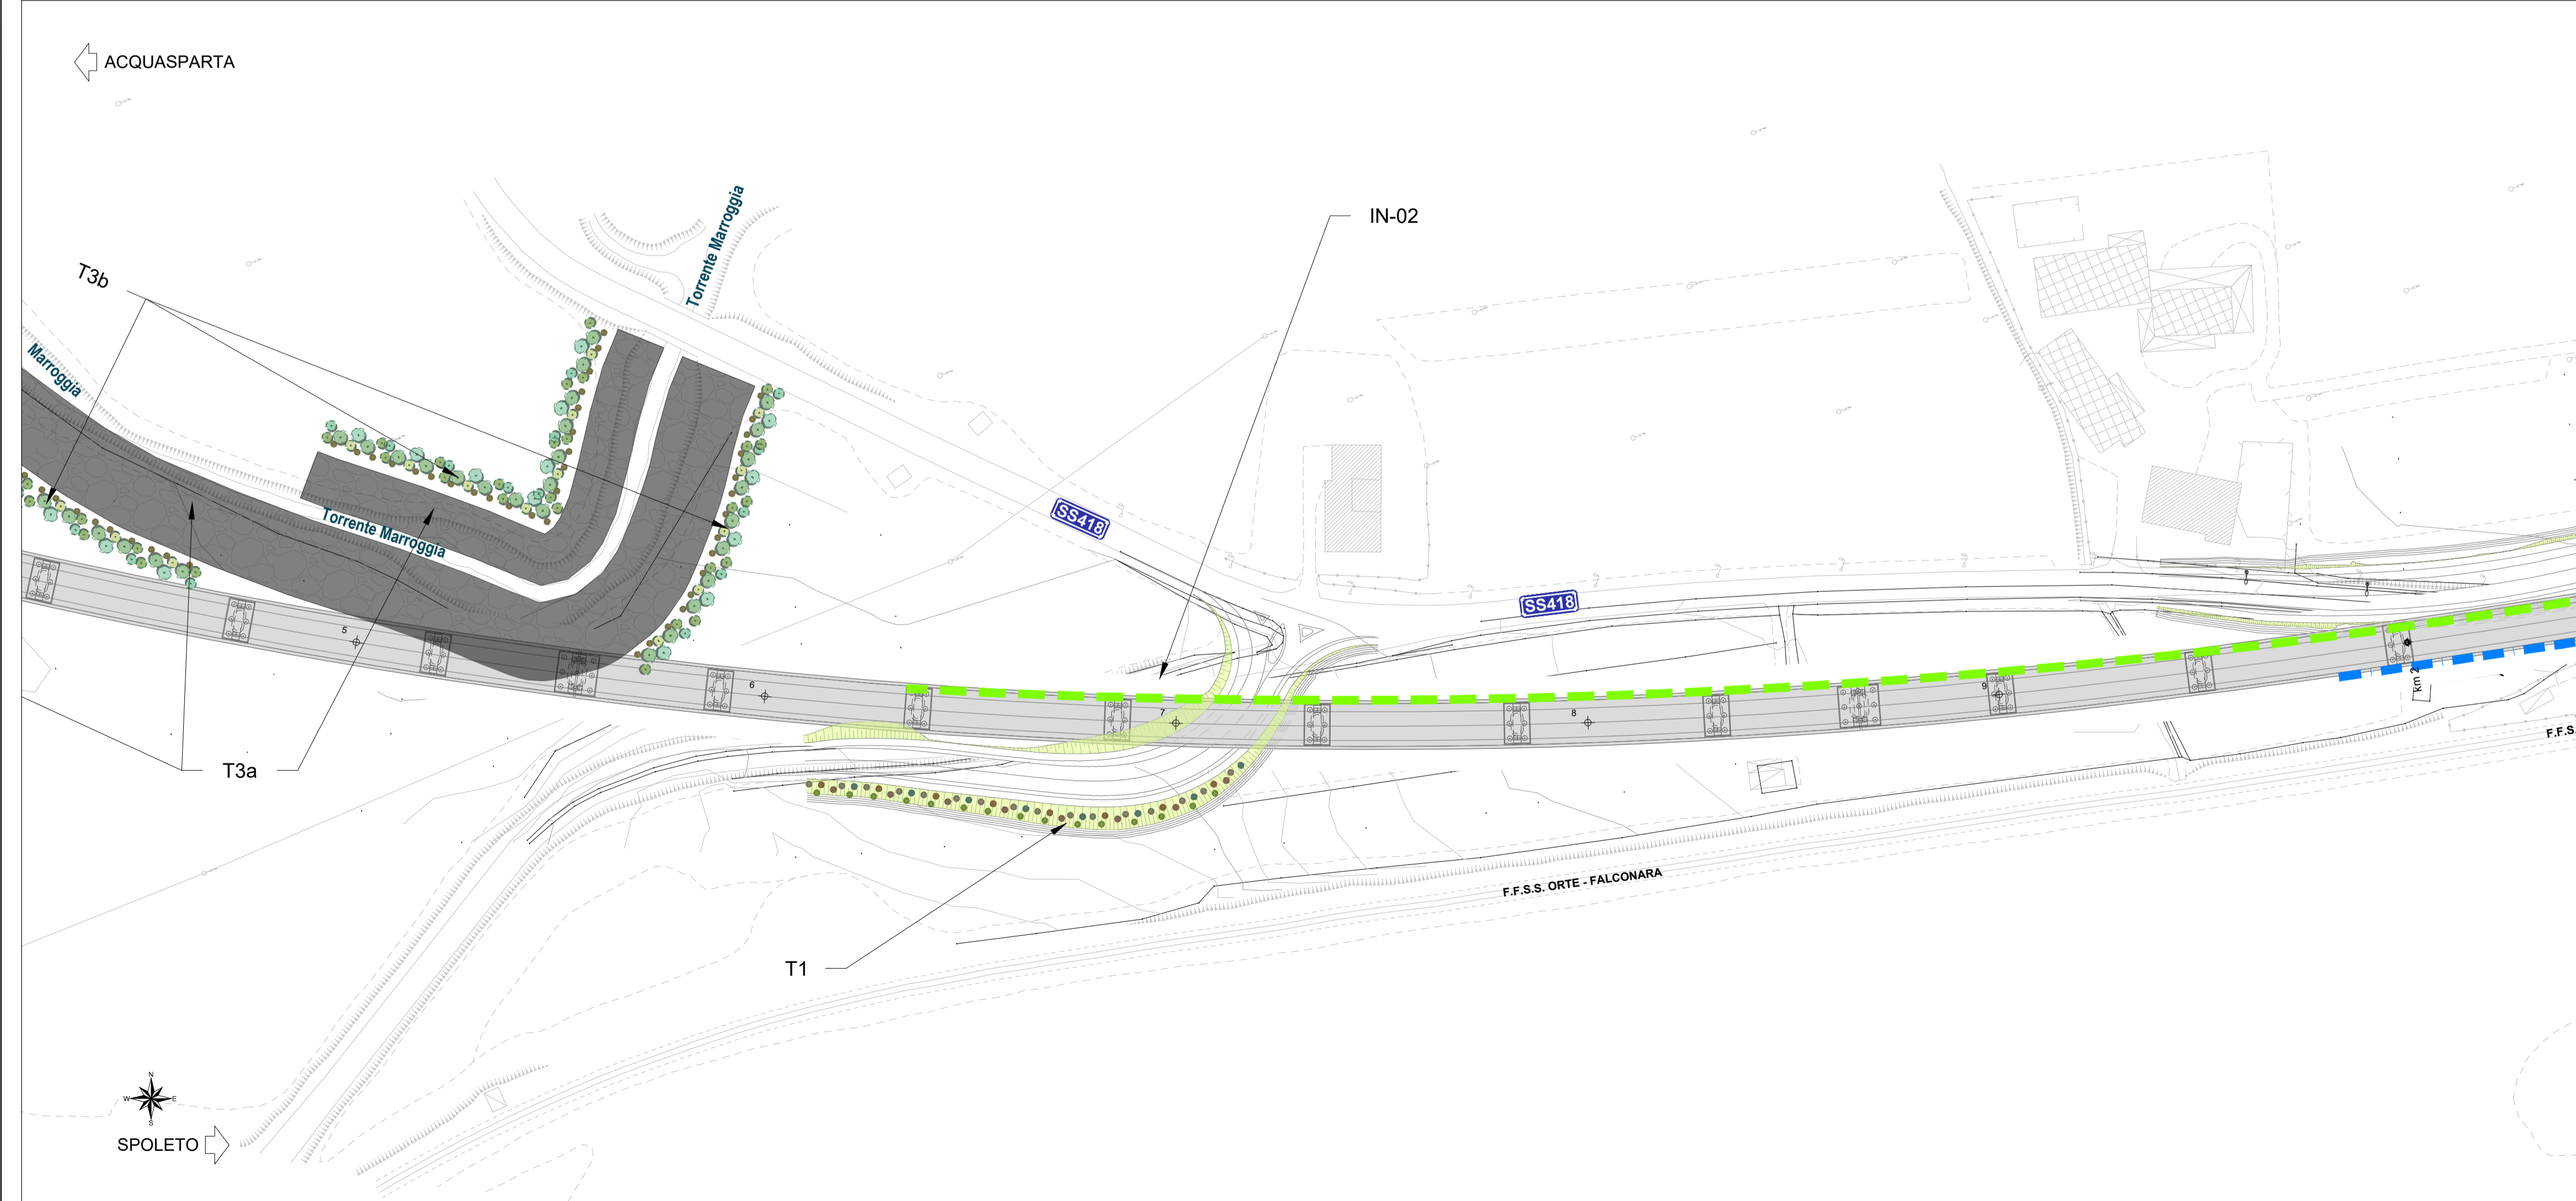 ACQUASPARTA
Torrente Marroggia
IN-02
T3b
Marroggia
SS418
Torrente Marroggia
SS418
5
6
7
8
9
km 2
F.F.S.
T3a
F.F.S.S. ORTE - FALCONARA
T1
N
W
E
S
SPOLETO